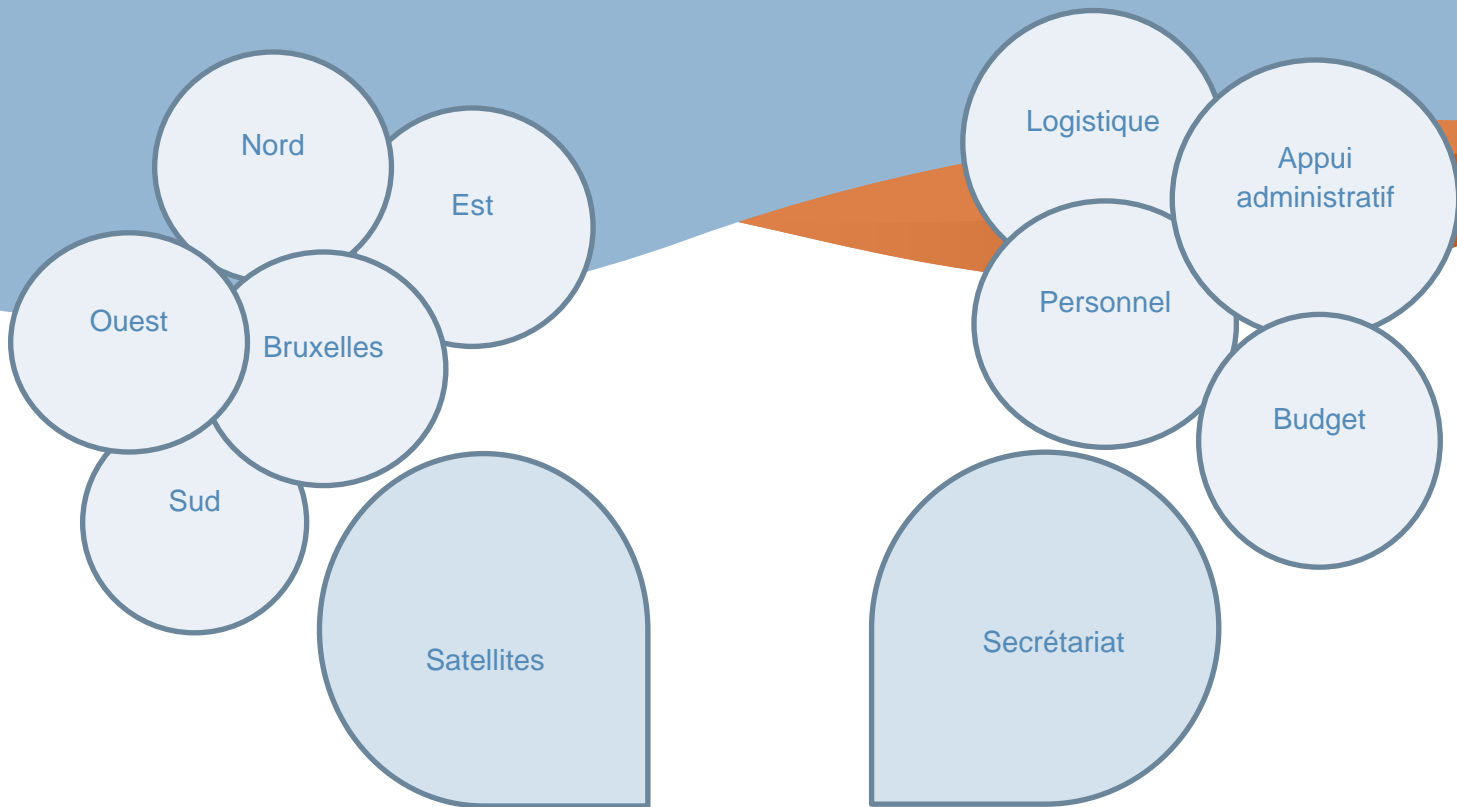 Nord
Est
Ouest
Bruxelles
Sud
Satellites
Logistique
Appui
administratif
Personnel
Budget
Secrétariat